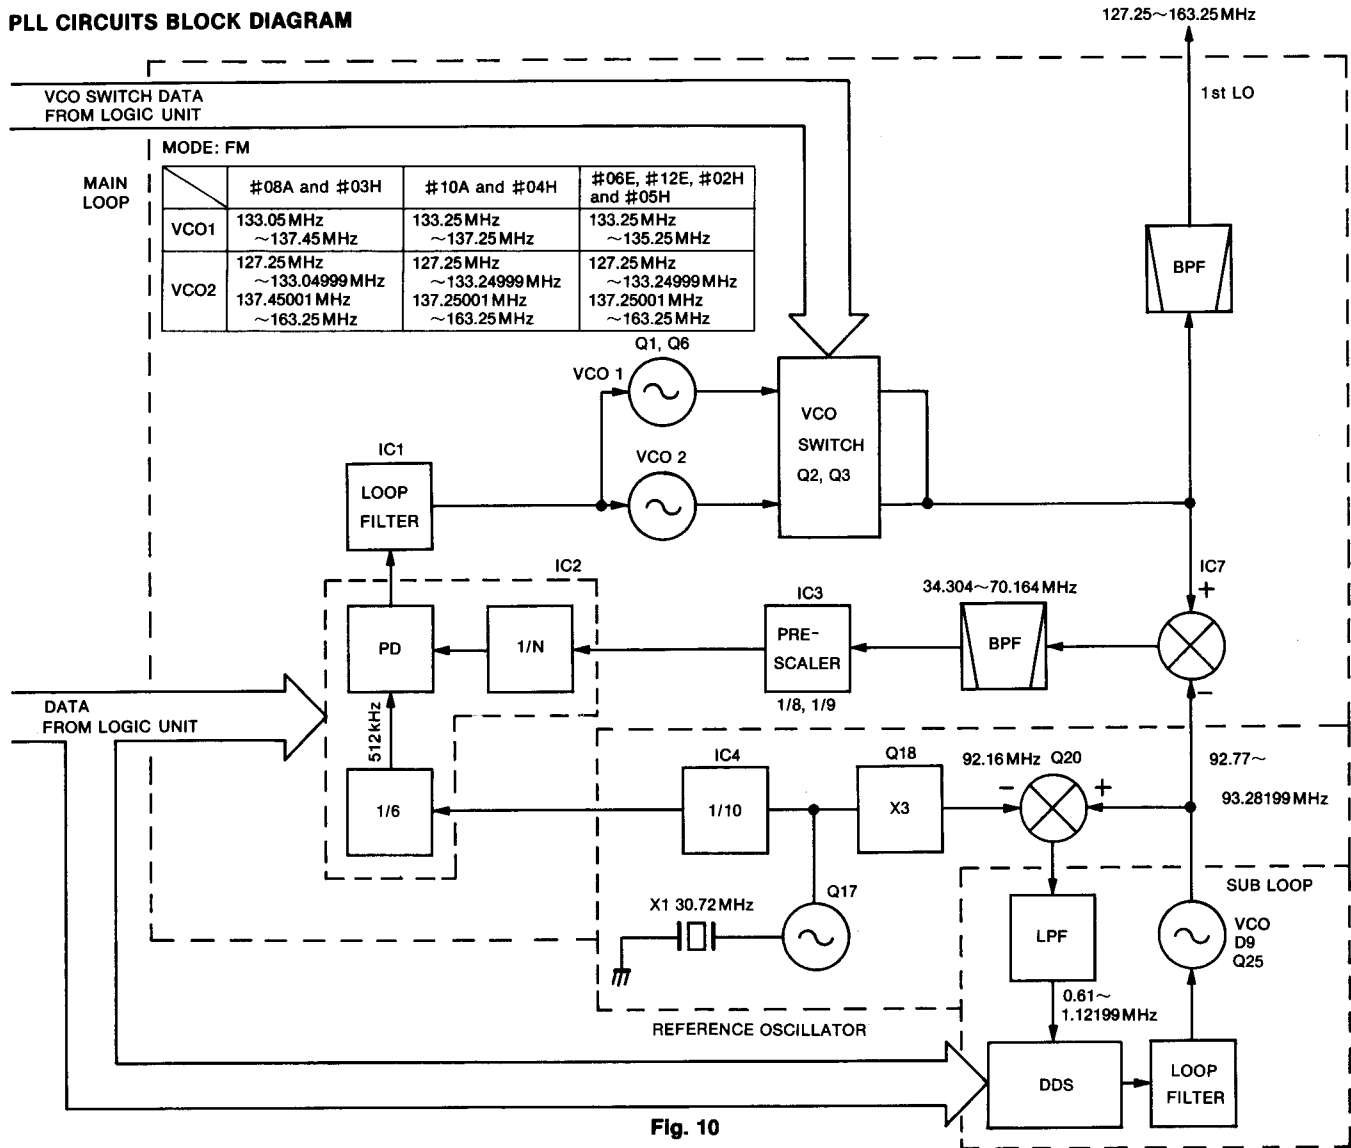 PLL CIRCUITS BLOCK DIAGRAM
127.25~163.25MHz
1st LO
VCO SWITCH DATA
FROM LOGIC UNIT
MODE: FM
MAIN
LOOP
#08A and #03H
#10A and #04H
#06E, #12E, #02H
and #05H
VCO1
133.05MHz
~137.45MHz
133.25MHz
~137.25MHz
133.25MHz
~135.25MHz
VCO2
127.25MHz
~133.04999MHz
137.45001MHz
~163.25MHz
127.25MHz
~133.24999MHz
137.25001MHz
~163.25MHz
127.25MHz
~133.24999MHz
137.25001MHz
~163.25MHz
BPF
Q1, Q6
VCO 1
VCO
SWITCH
Q2, Q3
VCO 2
IC1
LOOP
FILTER
IC2
IC7
+
34.304~70.164MHz
IC3
PD
1/N
PRE-
SCALER
1/8, 1/9
BPF
−
DATA
FROM LOGIC UNIT
512kHz
1/6
IC4
1/10
Q18
X3
92.16MHz Q20
−
+
92.77~
93.28199MHz
SUB LOOP
Q17
X1 30.72MHz
LPF
VCO
D9
Q25
0.61~
1.12199MHz
REFERENCE OSCILLATOR
DDS
LOOP
FILTER
Fig. 10